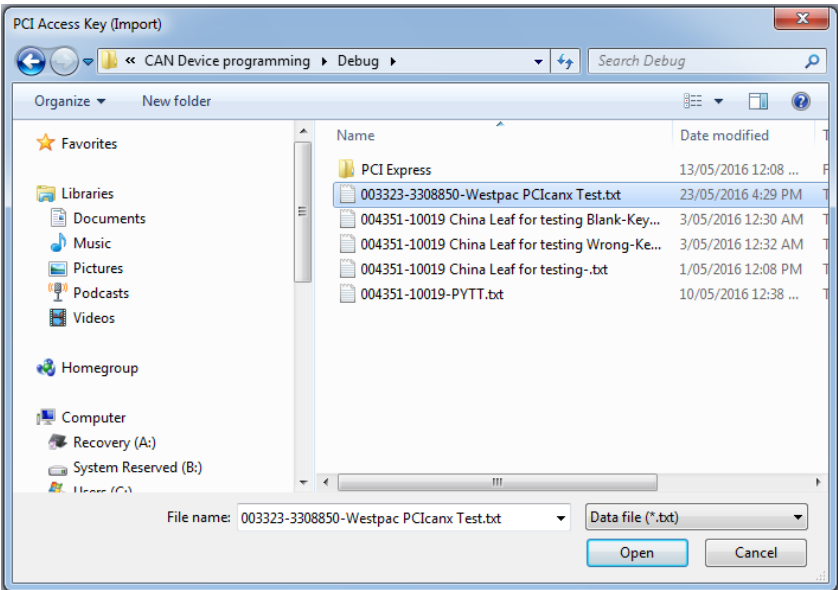 PCI Access Key (Import)
« CAN Device programming ▸ Debug ▸ Search Debug
Organize ▾ New folder
Name Date modified T
Favorites
Libraries
Documents
Music
Pictures
Podcasts
Videos
Homegroup
Computer
Recovery (A:)
System Reserved (B:)
Users (C:)
PCI Express 13/05/2016 12:08 ... F
003323-3308850-Westpac PCIcanx Test.txt 23/05/2016 4:29 PM T
004351-10019 China Leaf for testing Blank-Key... 3/05/2016 12:30 AM T
004351-10019 China Leaf for testing Wrong-Ke... 3/05/2016 12:32 AM T
004351-10019 China Leaf for testing-.txt 1/05/2016 12:08 PM T
004351-10019-PYTT.txt 10/05/2016 12:38 ... T
File name: 003323-3308850-Westpac PCIcanx Test.txt Data file (*.txt)
Open Cancel